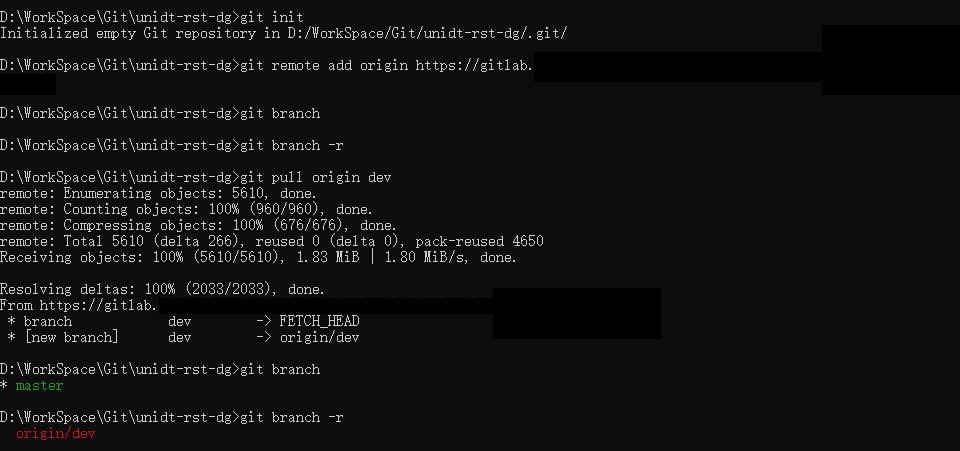 D:\WorkSpace\Git\unidt-rst-dg>git init
Initialized empty Git repository in D:/WorkSpace/Git/unidt-rst-dg/.git/
D:\WorkSpace\Git\unidt-rst-dg>git remote add origin https://gitlab.
D:\WorkSpace\Git\unidt-rst-dg>git branch
D:\WorkSpace\Git\unidt-rst-dg>git branch -r
D:\WorkSpace\Git\unidt-rst-dg>git pull origin dev
remote: Enumerating objects: 5610, done.
remote: Counting objects: 100% (960/960), done.
remote: Compressing objects: 100% (676/676), done.
remote: Total 5610 (delta 266), reused 0 (delta 0), pack-reused 4650
Receiving objects: 100% (5610/5610), 1.83 MiB | 1.80 MiB/s, done.
Resolving deltas: 100% (2033/2033), done.
From https://gitlab.
 * branch            dev        -> FETCH_HEAD
 * [new branch]      dev        -> origin/dev
D:\WorkSpace\Git\unidt-rst-dg>git branch
* master
D:\WorkSpace\Git\unidt-rst-dg>git branch -r
  origin/dev